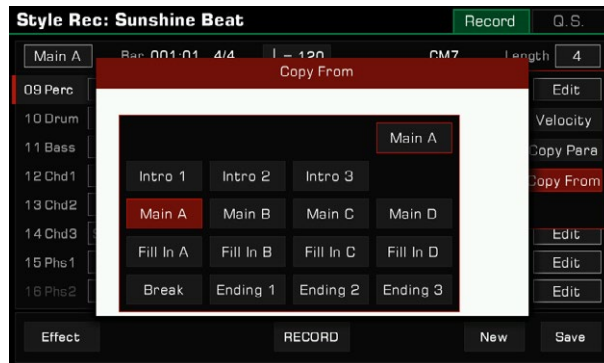 Style Rec: Sunshine Beat Record Q.S.
Main A Bar 001:01 4/4 = 120 CM7 Length 4
Copy From
09 Perc Edit
10 Drum Velocity
Main A
11 Bass Copy Para
12 Chd1 Intro 1 Intro 2 Intro 3 Copy From
13 Chd2 Main A Main B Main C Main D
14 Chd3 Edit
Fill In A Fill In B Fill In C Fill In D
15 Phs1 Edit
16 Phs2 Break Ending 1 Ending 2 Ending 3 Edit
Effect RECORD New Save